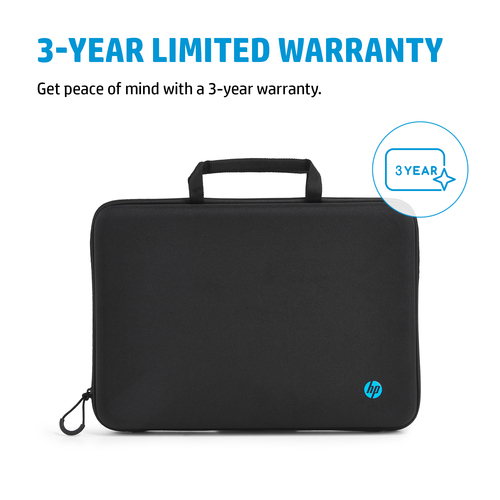 3-YEAR LIMITED WARRANTY
Get peace of mind with a 3-year warranty.
3 YEAR
hp